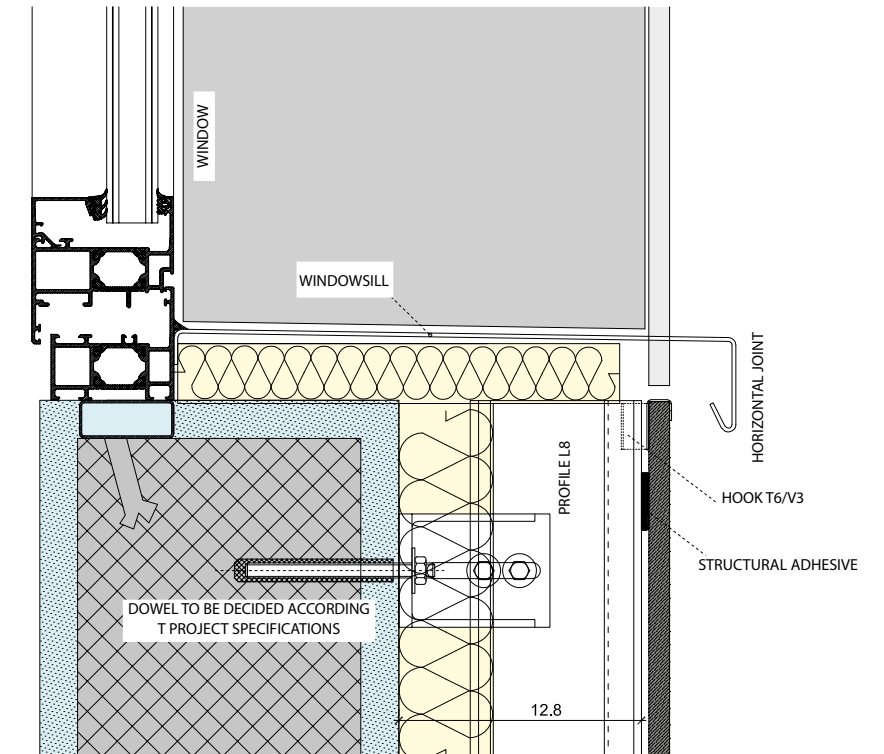 WINDOW
WINDOWSILL
HORIZONTAL JOINT
PROFILE L8
HOOK T6/V3
STRUCTURAL ADHESIVE
DOWEL TO BE DECIDED ACCORDING
T PROJECT SPECIFICATIONS
12.8